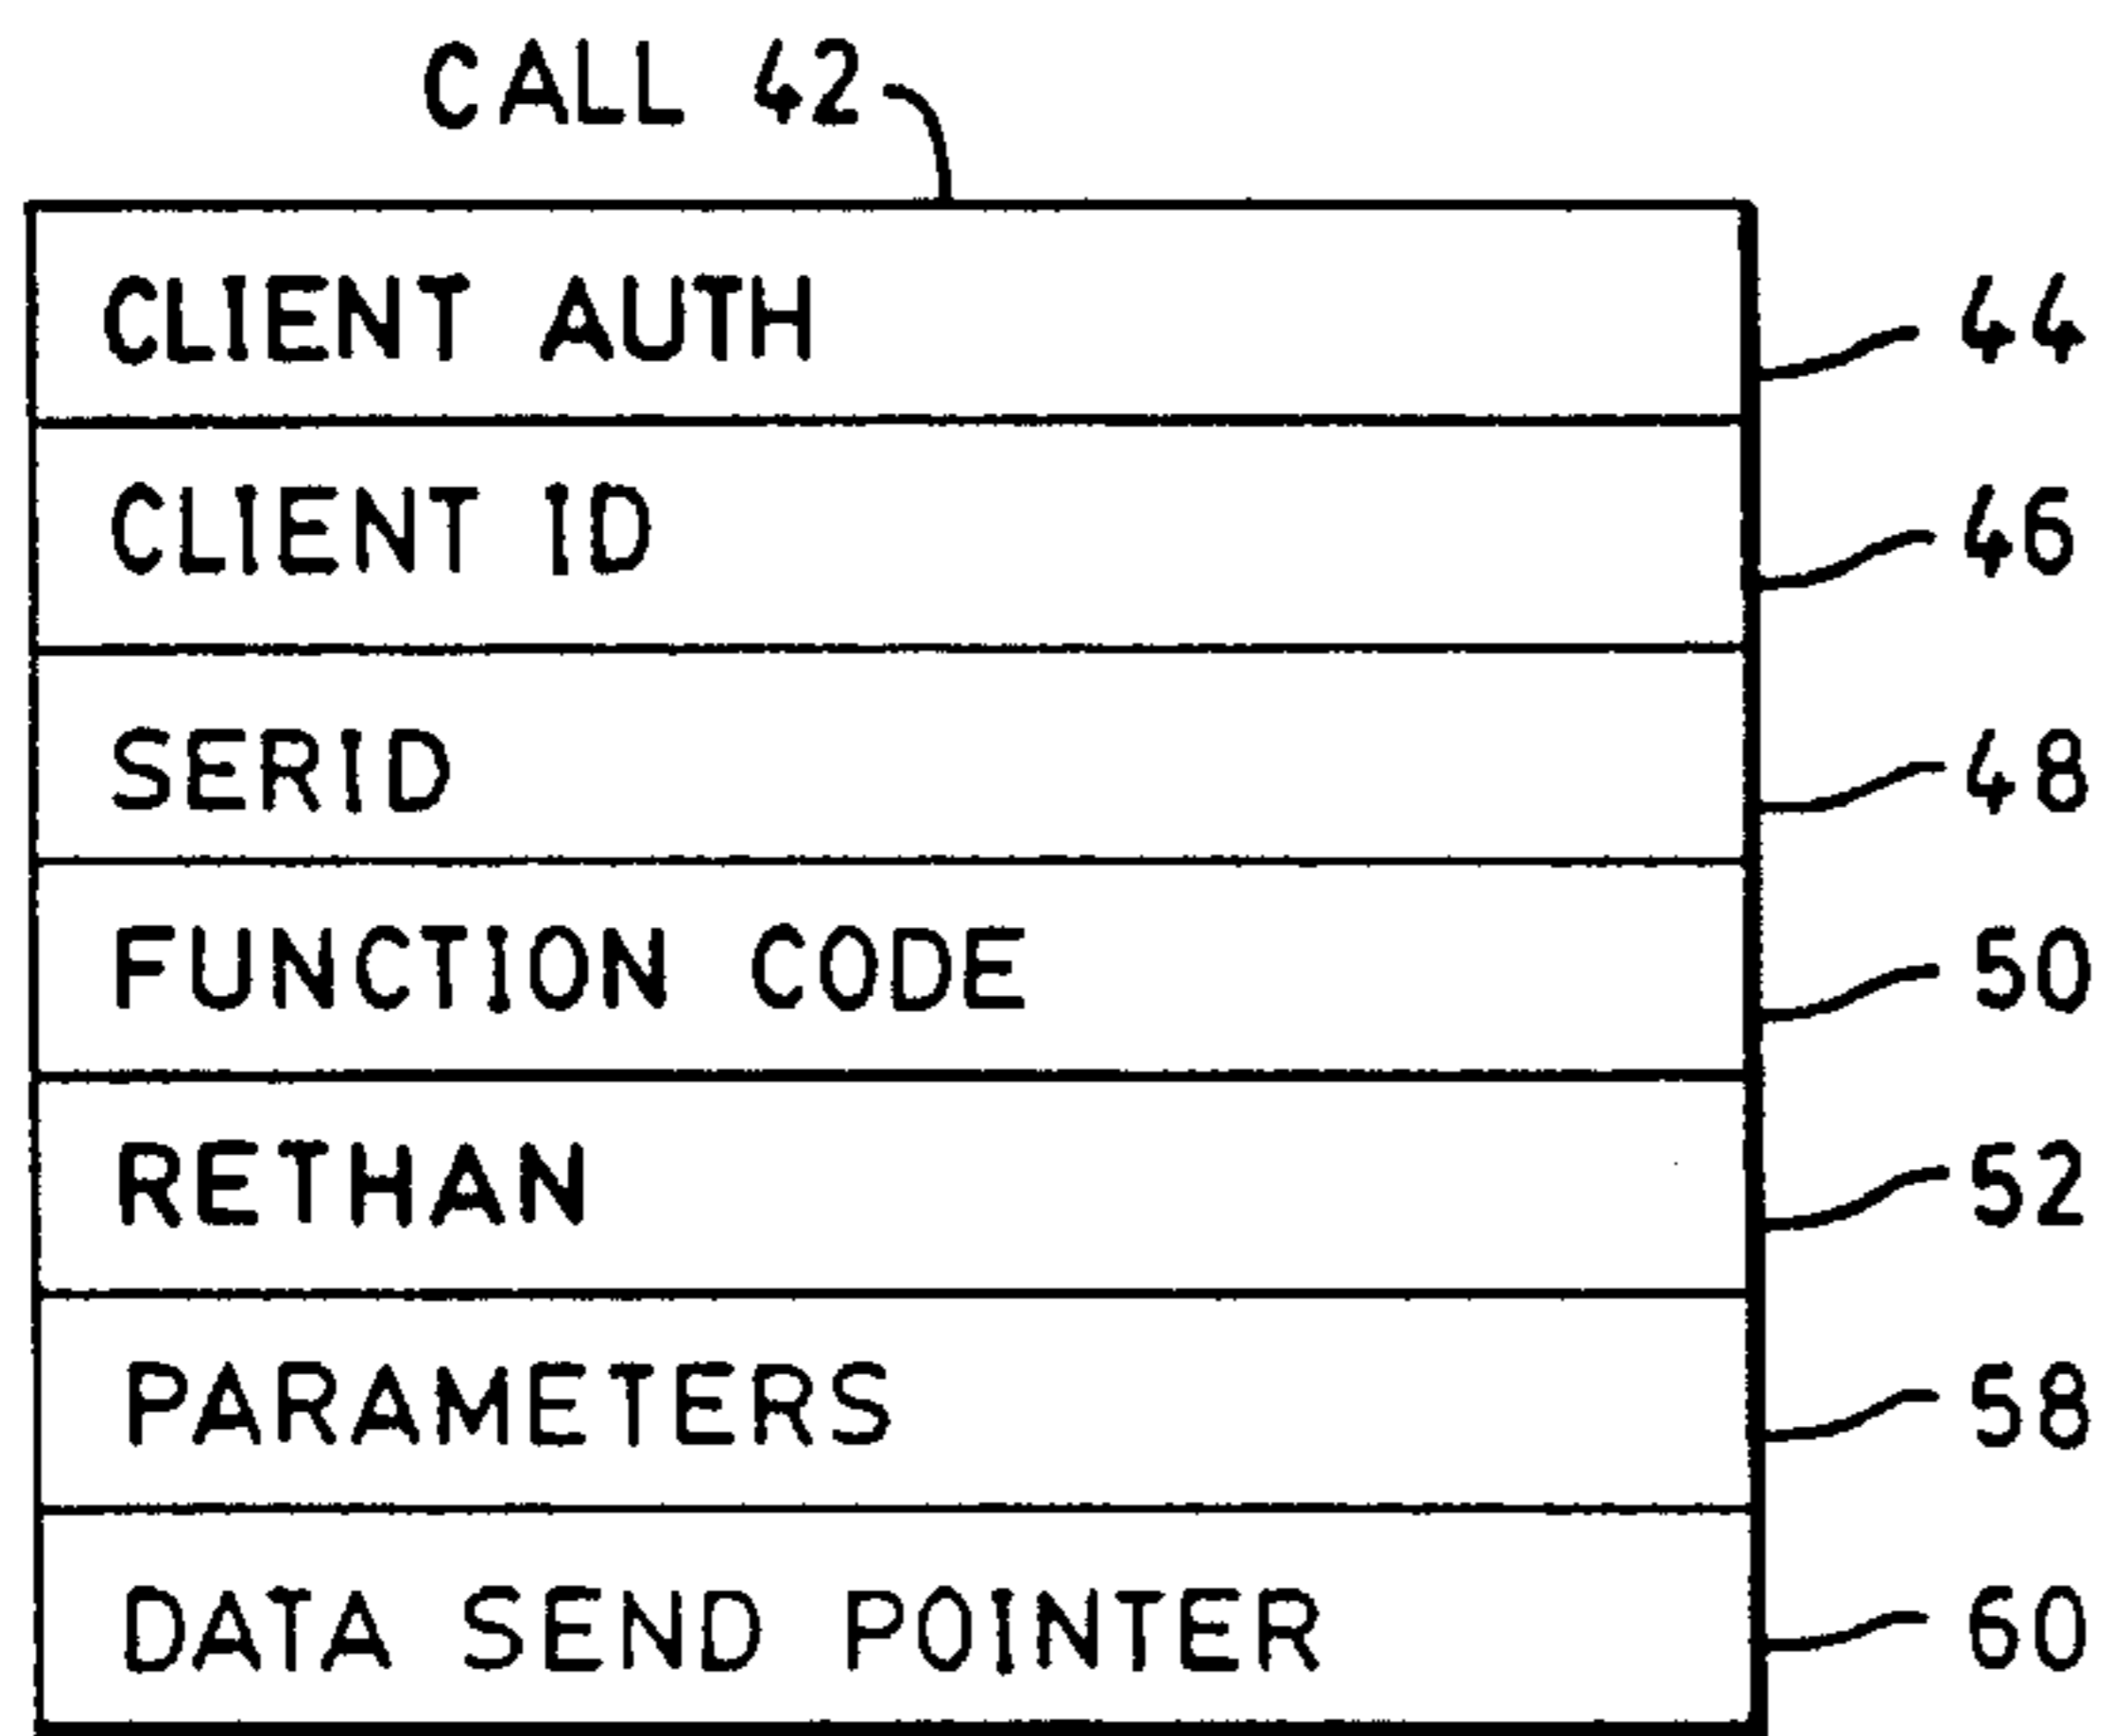 CALL 42
CLIENT AUTH 44
CLIENT ID 46
SERID 48
FUNCTION CODE 50
RETHAN 52
PARAMETERS 58
DATA SEND POINTER 60